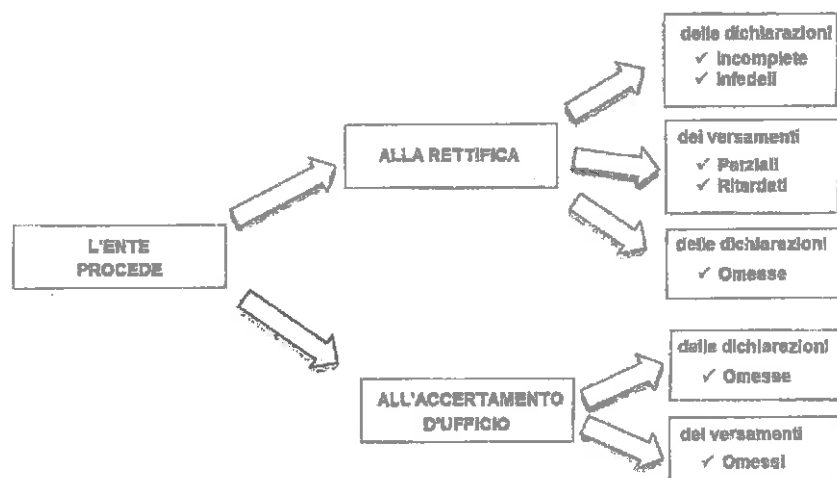 delle dichiarazioni
✓ Incomplete
✓ Infedeli
ALLA RETTIFICA
dei versamenti
✓ Parziali
✓ Ritardati
L'ENTE
PROCEDE
delle dichiarazioni
✓ Omesse
delle dichiarazioni
✓ Omesse
ALL'ACCERTAMENTO
D'UFFICIO
dei versamenti
✓ Omessi